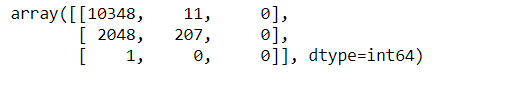 array([[10348,    11,     0],
       [ 2048,   207,     0],
       [    1,     0,     0]], dtype=int64)